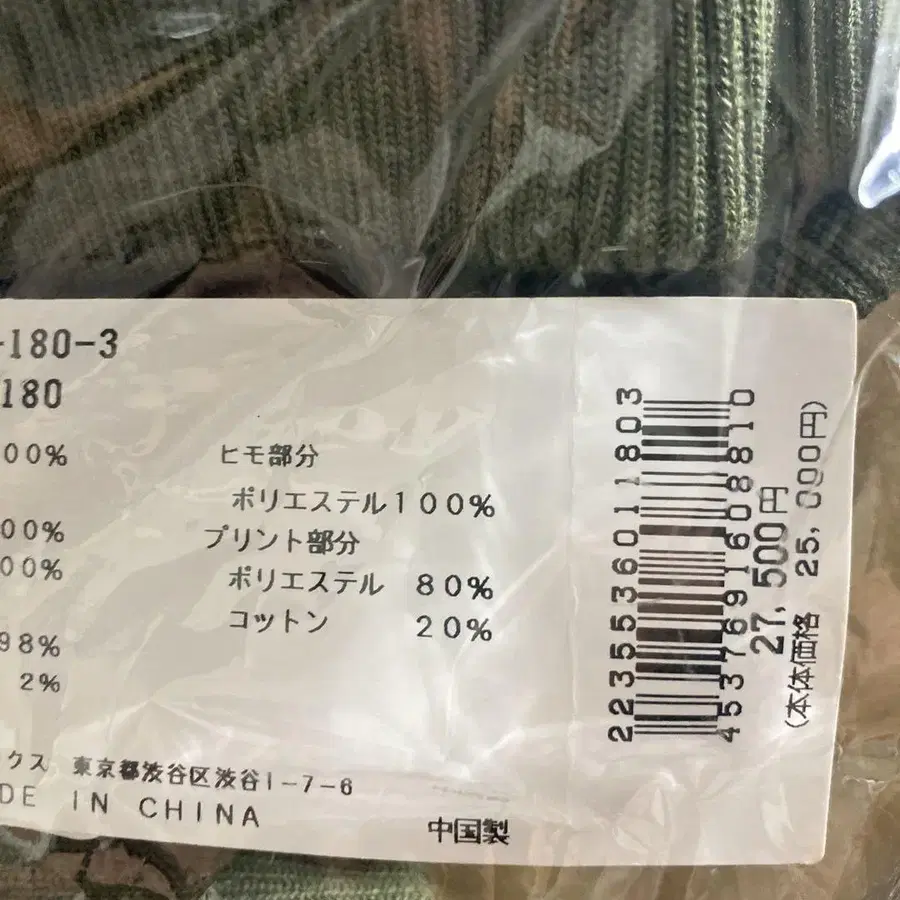 -180-3
180
00%
00%
00%
98%
2%
ヒモ部分
ポリエステル100%
プリント部分
ポリエステル 80%
コットン 20%
クス 東京都渋谷区渋谷1-7-6
DE IN CHINA
中国製
2235536011803
4537691608810
27,500円
(本体価格 25,000円)